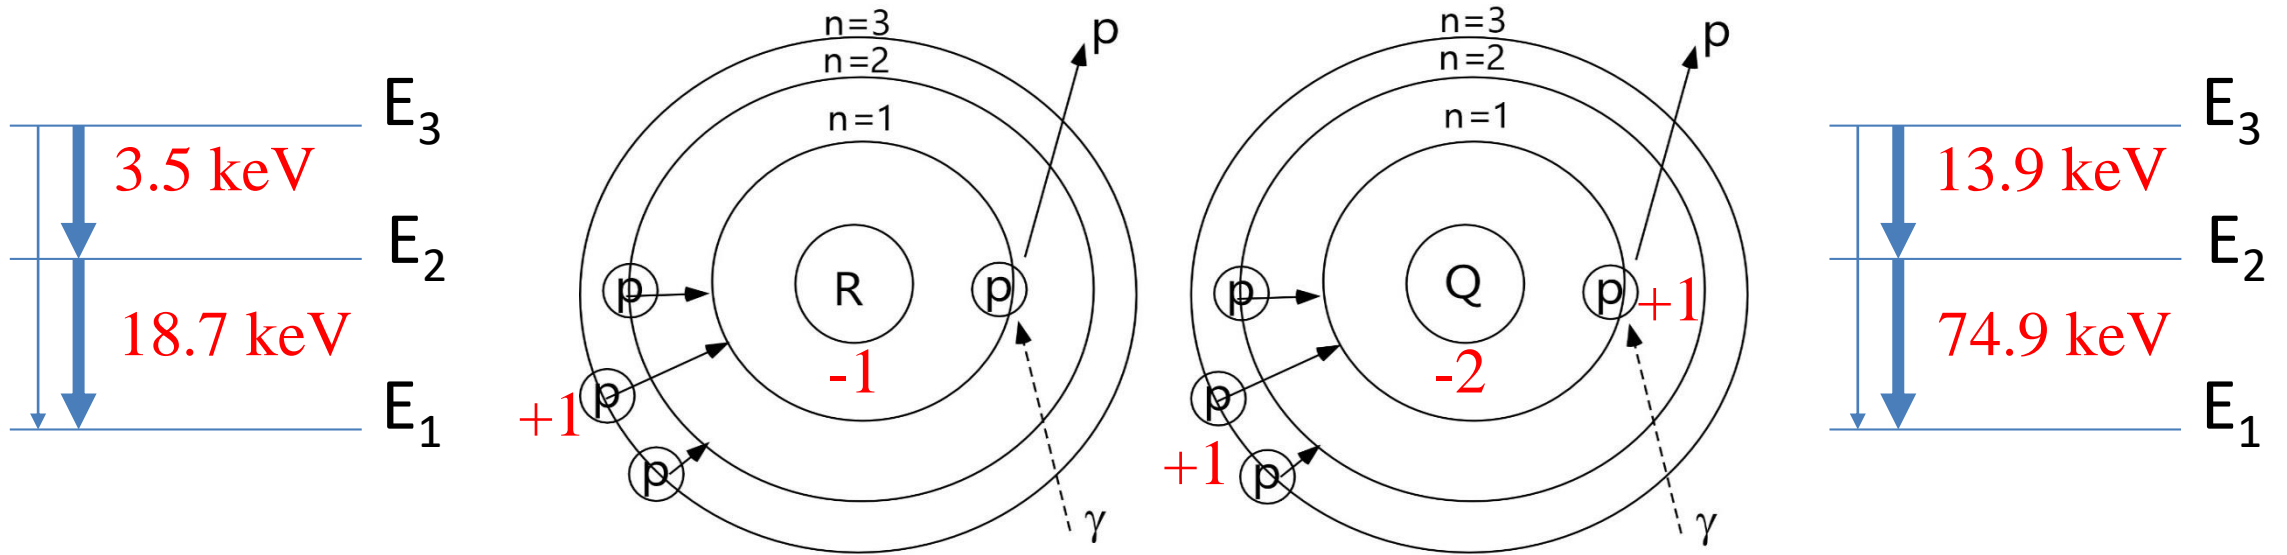 E3
3.5 keV
E2
18.7 keV
E1
n=3
n=2
n=1
p
R
p
p
-1
+1
p
p
γ
n=3
n=2
n=1
p
Q
p
p
+1
-2
p
+1
p
γ
E3
13.9 keV
E2
74.9 keV
E1